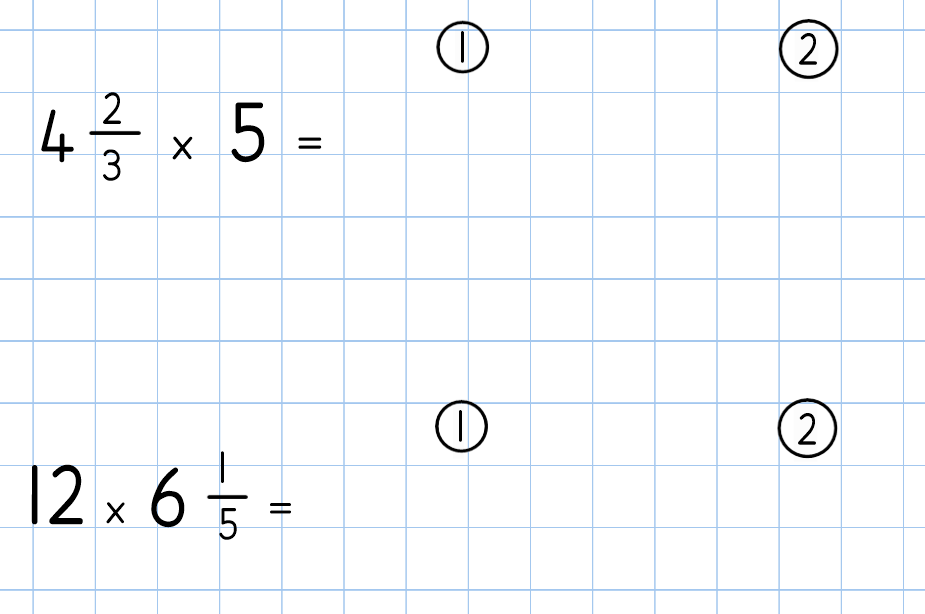 ① ②
4 2/3 × 5 =
① ②
12 × 6 1/5 =